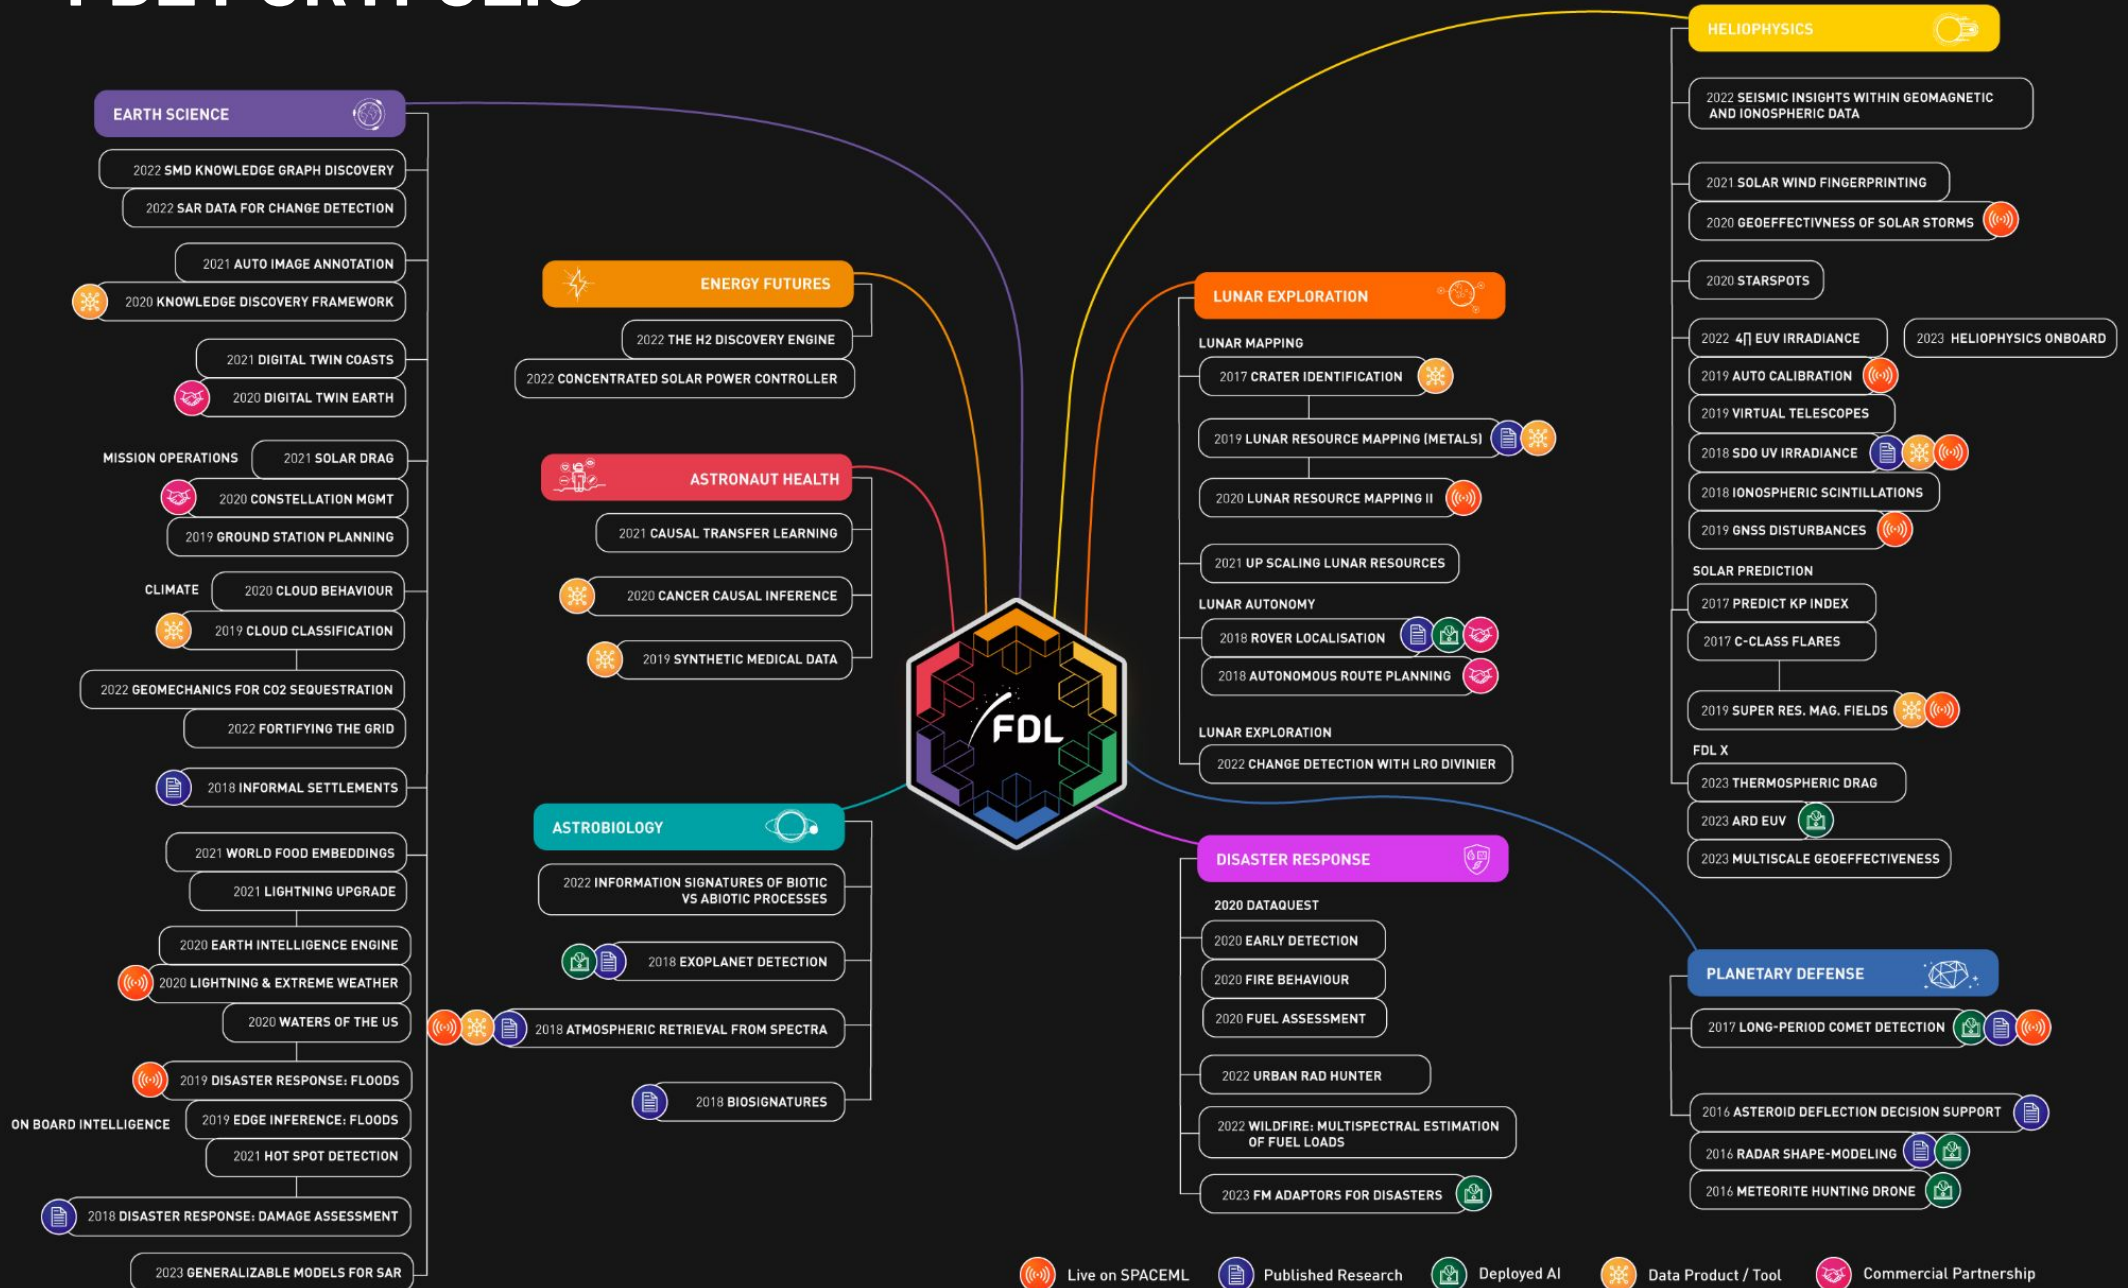 FDL PORTFOLIO
EARTH SCIENCE
2022 SMD KNOWLEDGE GRAPH DISCOVERY
2022 SAR DATA FOR CHANGE DETECTION
2021 AUTO IMAGE ANNOTATION
2020 KNOWLEDGE DISCOVERY FRAMEWORK
2021 DIGITAL TWIN COASTS
2020 DIGITAL TWIN EARTH
MISSION OPERATIONS
2021 SOLAR DRAG
2020 CONSTELLATION MGMT
2019 GROUND STATION PLANNING
CLIMATE
2020 CLOUD BEHAVIOUR
2019 CLOUD CLASSIFICATION
2022 GEOMECHANICS FOR CO2 SEQUESTRATION
2022 FORTIFYING THE GRID
2018 INFORMAL SETTLEMENTS
2021 WORLD FOOD EMBEDDINGS
2021 LIGHTNING UPGRADE
2020 EARTH INTELLIGENCE ENGINE
2020 LIGHTNING & EXTREME WEATHER
2020 WATERS OF THE US
2019 DISASTER RESPONSE: FLOODS
ON BOARD INTELLIGENCE
2019 EDGE INFERENCE: FLOODS
2021 HOT SPOT DETECTION
2018 DISASTER RESPONSE: DAMAGE ASSESSMENT
2023 GENERALIZABLE MODELS FOR SAR
ENERGY FUTURES
2022 THE H2 DISCOVERY ENGINE
2022 CONCENTRATED SOLAR POWER CONTROLLER
ASTRONAUT HEALTH
2021 CAUSAL TRANSFER LEARNING
2020 CANCER CAUSAL INFERENCE
2019 SYNTHETIC MEDICAL DATA
ASTROBIOLOGY
2022 INFORMATION SIGNATURES OF BIOTIC
VS ABIOTIC PROCESSES
2018 EXOPLANET DETECTION
2018 ATMOSPHERIC RETRIEVAL FROM SPECTRA
2018 BIOSIGNATURES
FDL
LUNAR EXPLORATION
LUNAR MAPPING
2017 CRATER IDENTIFICATION
2019 LUNAR RESOURCE MAPPING (METALS)
2020 LUNAR RESOURCE MAPPING II
2021 UP SCALING LUNAR RESOURCES
LUNAR AUTONOMY
2018 ROVER LOCALISATION
2018 AUTONOMOUS ROUTE PLANNING
LUNAR EXPLORATION
2022 CHANGE DETECTION WITH LRO DIVINIER
DISASTER RESPONSE
2020 DATAQUEST
2020 EARLY DETECTION
2020 FIRE BEHAVIOUR
2020 FUEL ASSESSMENT
2022 URBAN RAD HUNTER
2022 WILDFIRE: MULTISPECTRAL ESTIMATION
OF FUEL LOADS
2023 FM ADAPTORS FOR DISASTERS
HELIOPHYSICS
2022 SEISMIC INSIGHTS WITHIN GEOMAGNETIC
AND IONOSPHERIC DATA
2021 SOLAR WIND FINGERPRINTING
2020 GEOEFFECTIVNESS OF SOLAR STORMS
2020 STARSPOTS
2022 4∏ EUV IRRADIANCE
2023 HELIOPHYSICS ONBOARD
2019 AUTO CALIBRATION
2019 VIRTUAL TELESCOPES
2018 SDO UV IRRADIANCE
2018 IONOSPHERIC SCINTILLATIONS
2019 GNSS DISTURBANCES
SOLAR PREDICTION
2017 PREDICT KP INDEX
2017 C-CLASS FLARES
2019 SUPER RES. MAG. FIELDS
FDL X
2023 THERMOSPHERIC DRAG
2023 ARD EUV
2023 MULTISCALE GEOEFFECTIVENESS
PLANETARY DEFENSE
2017 LONG-PERIOD COMET DETECTION
2016 ASTEROID DEFLECTION DECISION SUPPORT
2016 RADAR SHAPE-MODELING
2016 METEORITE HUNTING DRONE
Live on SPACEML
Published Research
Deployed AI
Data Product / Tool
Commercial Partnership